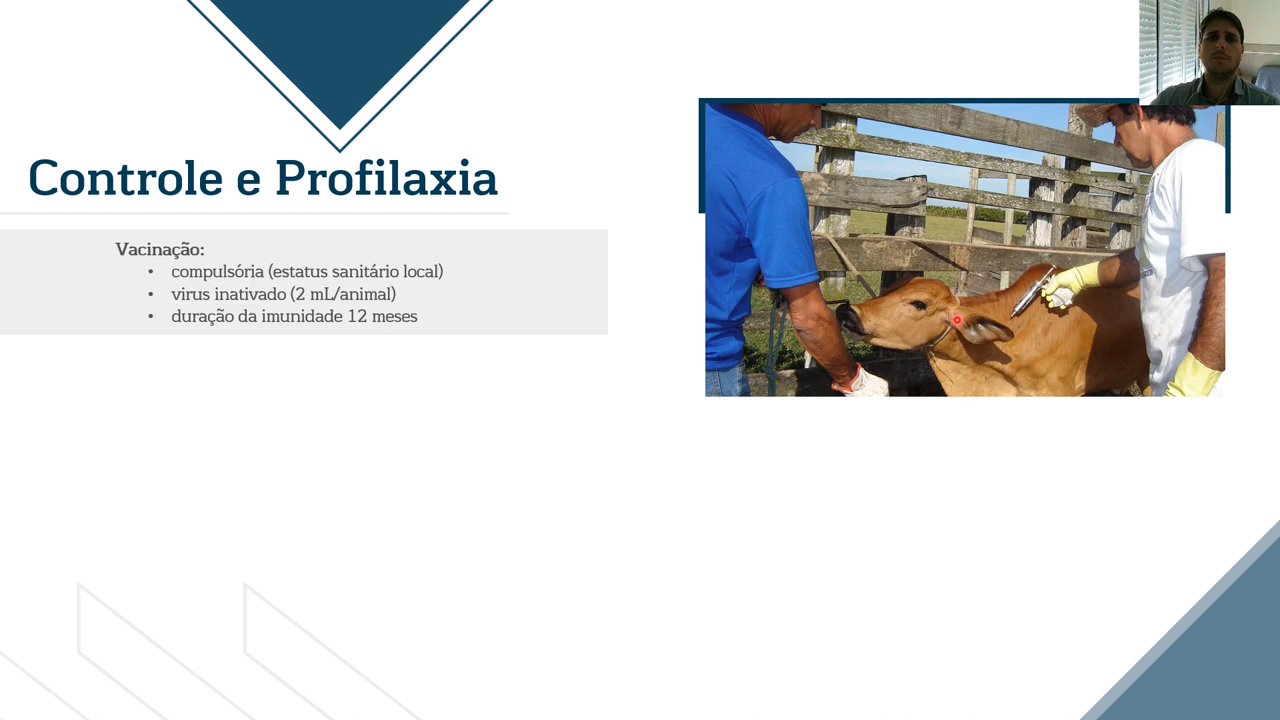 Controle e Profilaxia
Vacinação:
• compulsória (estatus sanitário local)
• virus inativado (2 mL/animal)
• duração da imunidade 12 meses